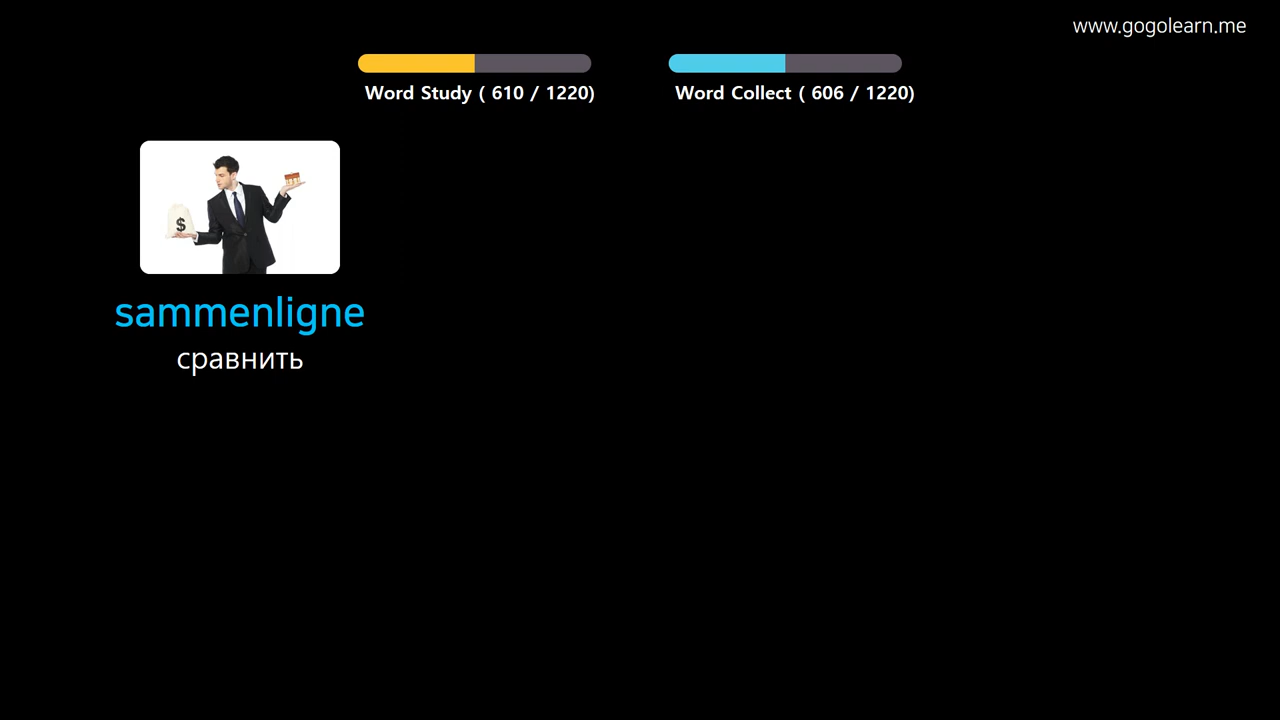 www.gogolearn.me
Word Study ( 610 / 1220)
Word Collect ( 606 / 1220)
$
sammenligne
сравнить